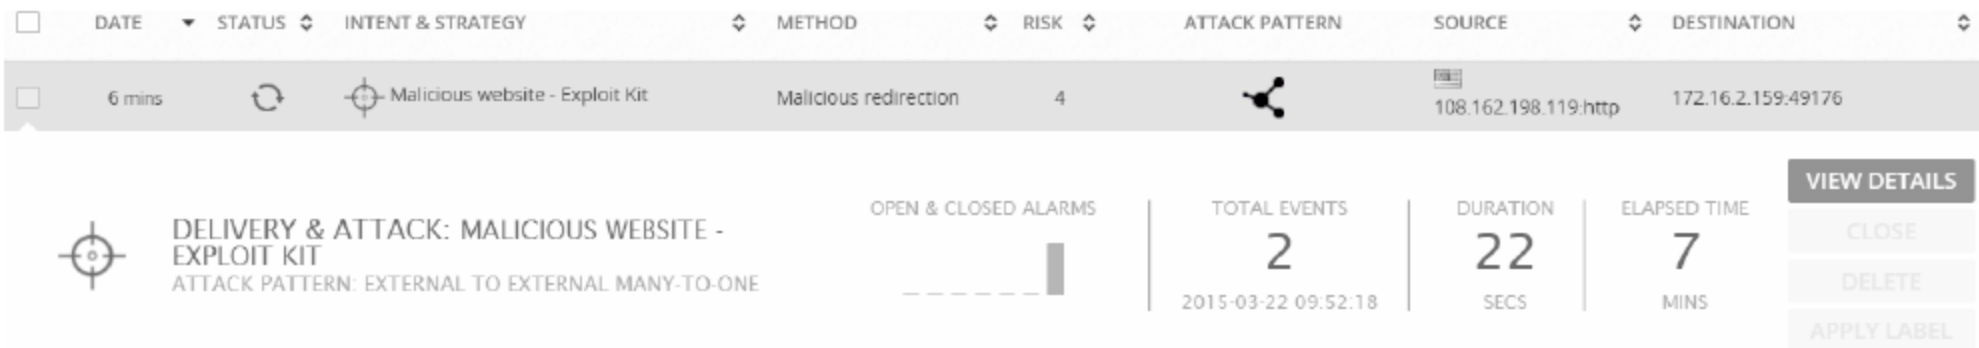 DATE STATUS INTENT & STRATEGY METHOD RISK ATTACK PATTERN SOURCE DESTINATION
6 mins Malicious website - Exploit Kit Malicious redirection 4 108.162.198.119:http 172.16.2.159:49176
VIEW DETAILS
OPEN & CLOSED ALARMS TOTAL EVENTS DURATION ELAPSED TIME
DELIVERY & ATTACK: MALICIOUS WEBSITE -
EXPLOIT KIT
ATTACK PATTERN: EXTERNAL TO EXTERNAL MANY-TO-ONE
2 22 7
2015-03-22 09:52:18 SECS MINS
CLOSE
DELETE
APPLY LABEL